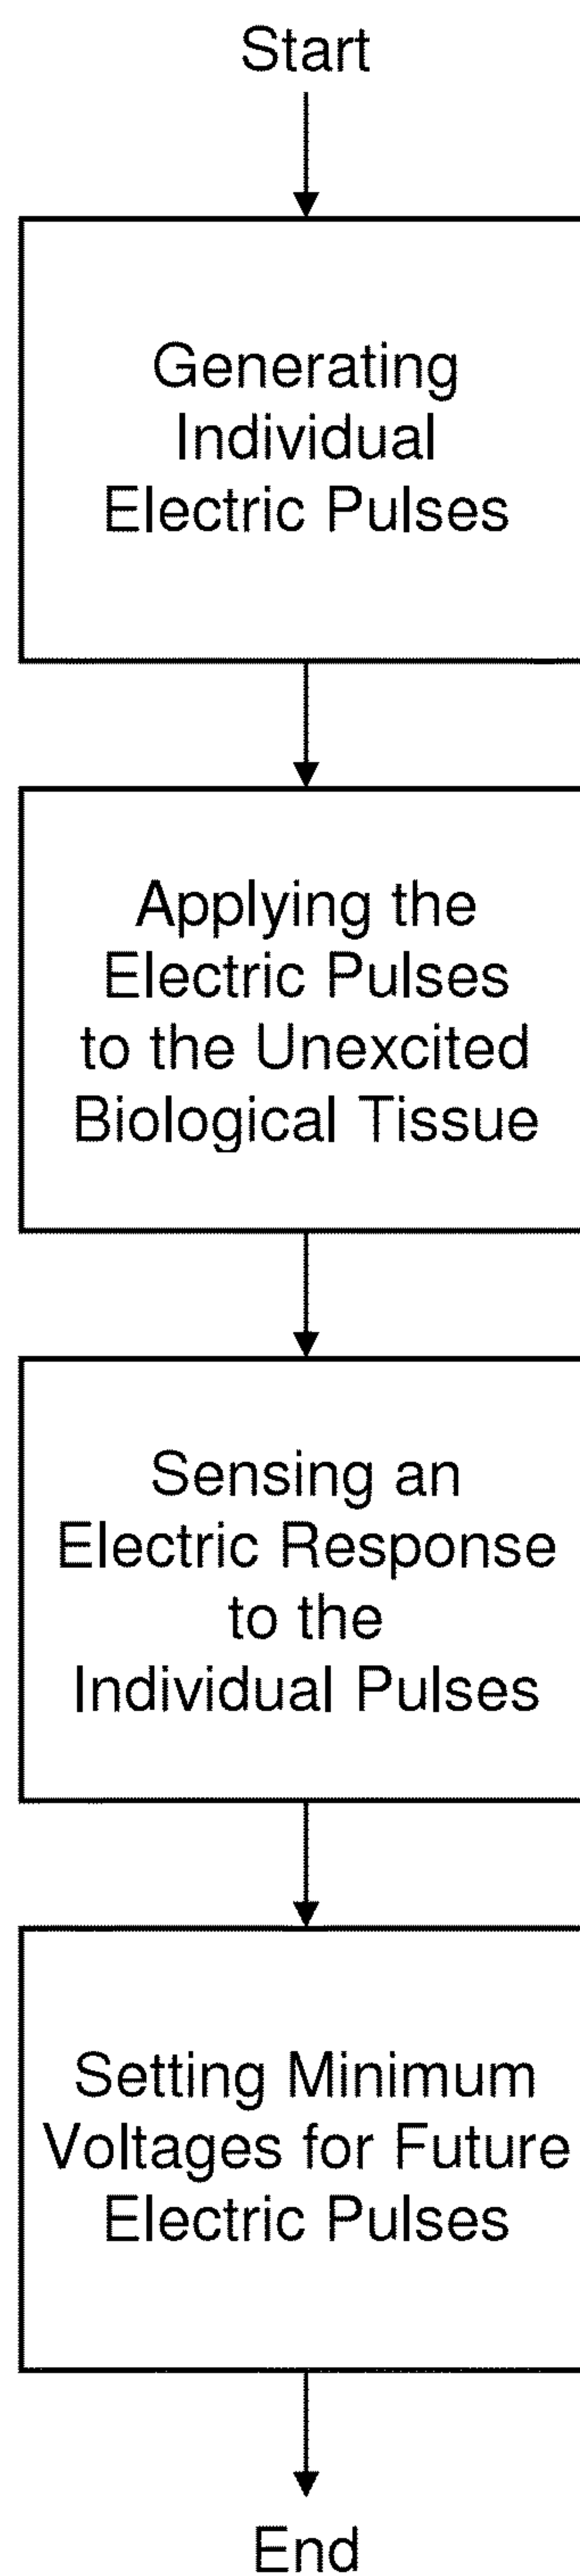 Start
Generating
Individual
Electric Pulses
Applying the
Electric Pulses
to the Unexcited
Biological Tissue
Sensing an
Electric Response
to the
Individual Pulses
Setting Minimum
Voltages for Future
Electric Pulses
End